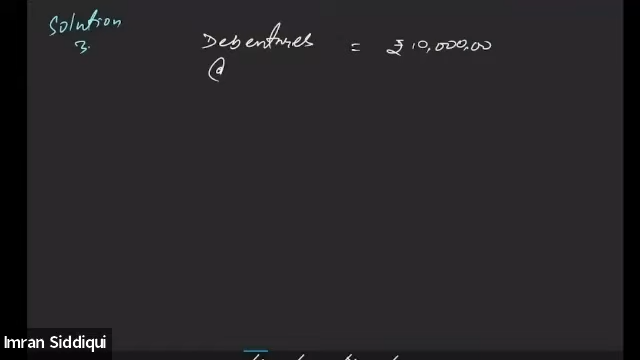 Solution
3.
Debentures = ₹ 10,000.00
@
Imran Siddiqui